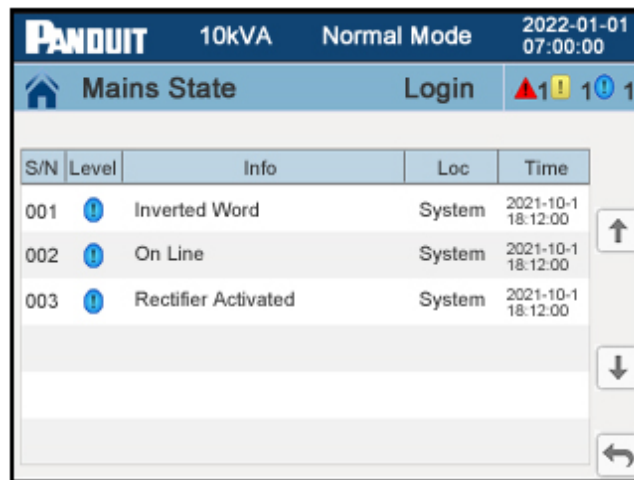 PANDUIT 10kVA Normal Mode 2022-01-01
07:00:00
Mains State Login 1 1 1
S/N Level Info Loc Time
001 Inverted Word System 2021-10-1
18:12:00
002 On Line System 2021-10-1
18:12:00
003 Rectifier Activated System 2021-10-1
18:12:00